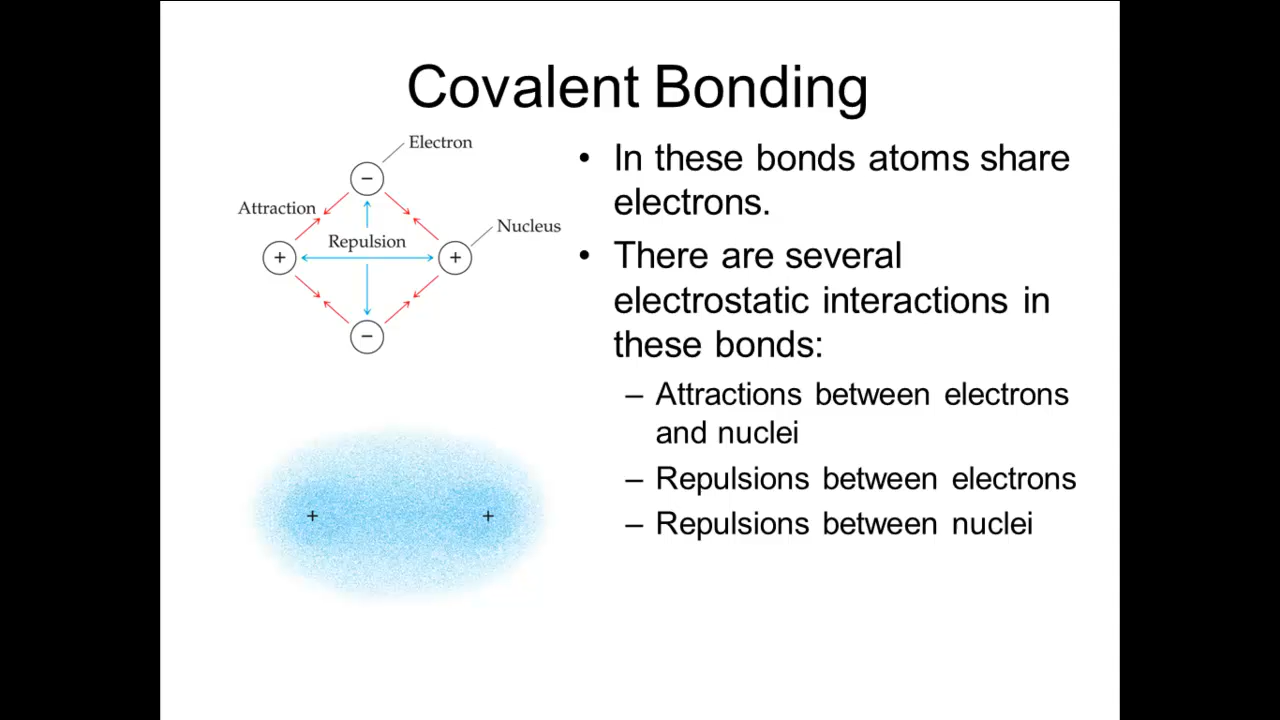 Covalent Bonding
Electron
−
Attraction
Nucleus
Repulsion
+
+
−
+
+
• In these bonds atoms share
electrons.
• There are several
electrostatic interactions in
these bonds:
– Attractions between electrons
and nuclei
– Repulsions between electrons
– Repulsions between nuclei